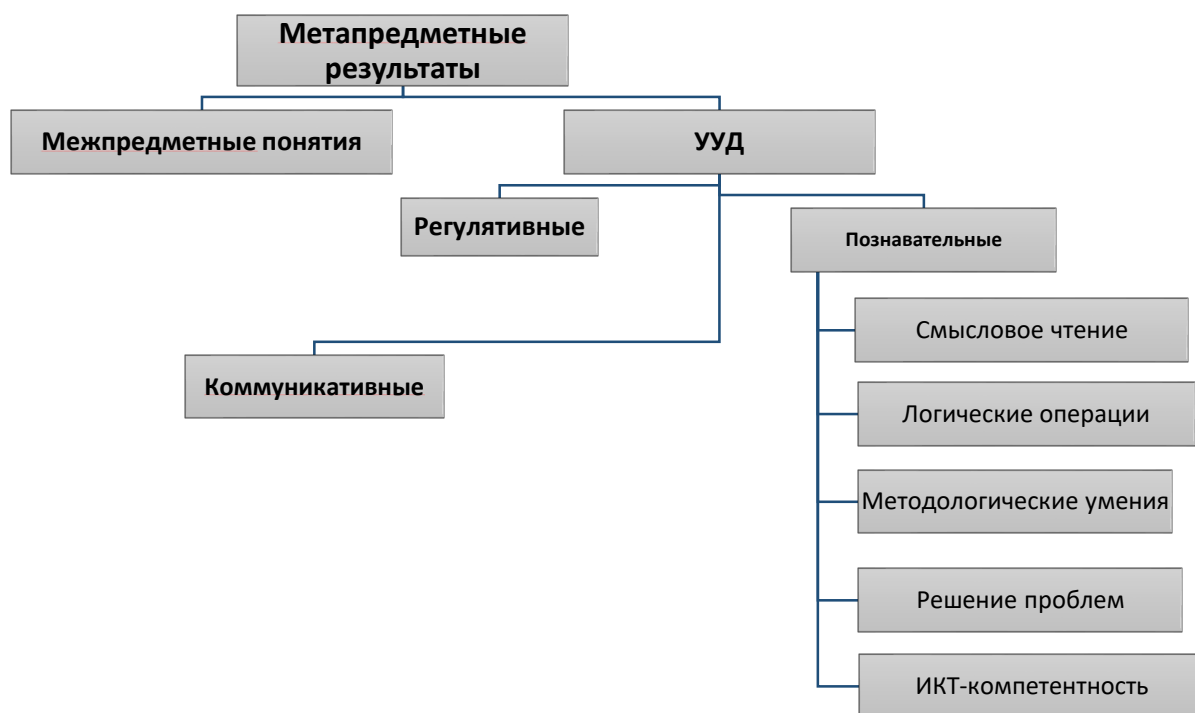 Метапредметные
результаты
Межпредметные понятия
УУД
Регулятивные
Познавательные
Смысловое чтение
Коммуникативные
Логические операции
Методологические умения
Решение проблем
ИКТ-компетентность